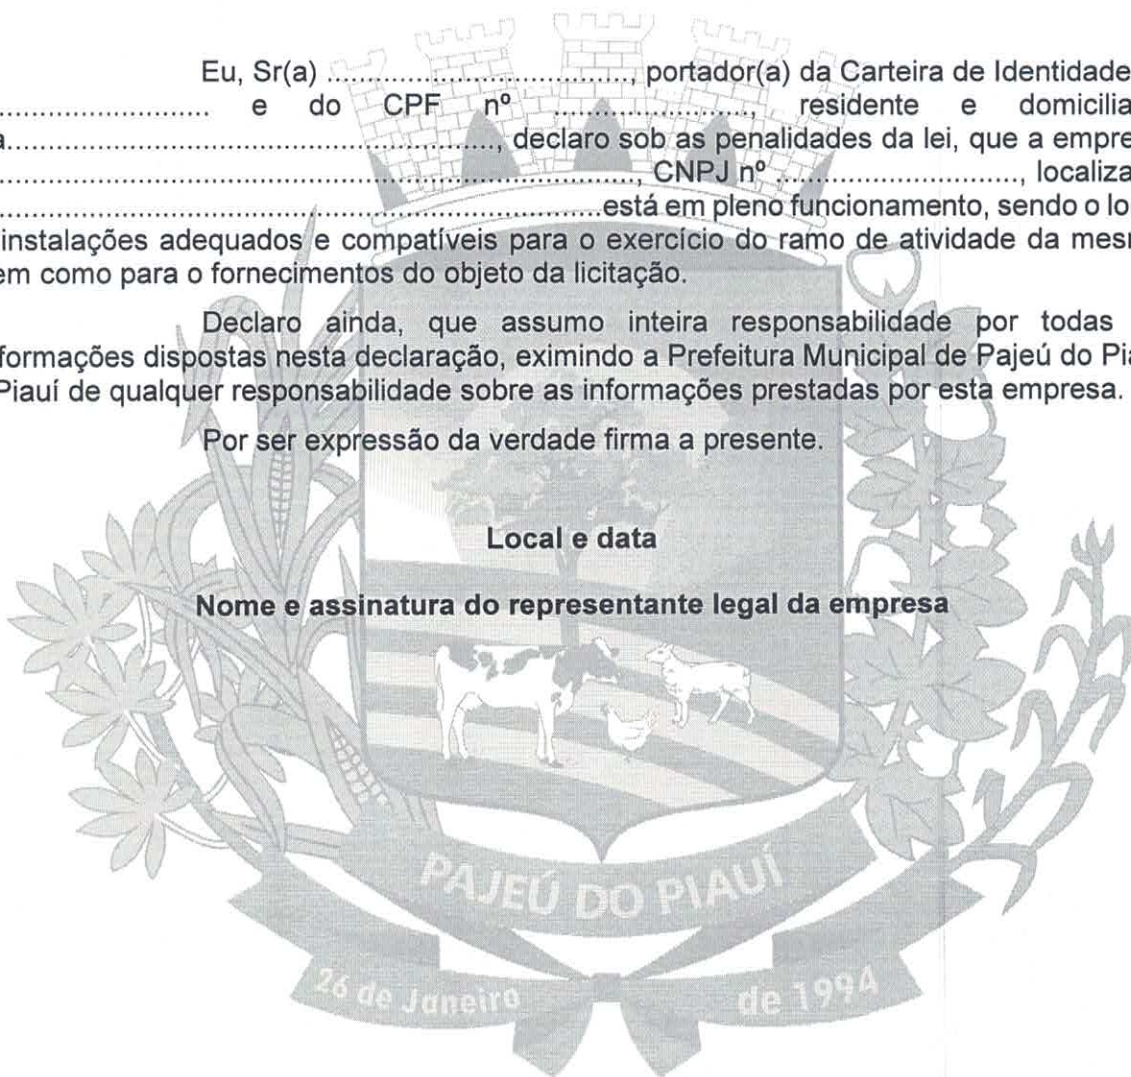 Eu, Sr(a) ...................................., portador(a) da Carteira de Identidade
.......................... e do CPF nº ......................., residente e domicilia
a........................................................., declaro sob as penalidades da lei, que a empre
..........................................................................., CNPJ nº ............................, localiza
.......................................................................está em pleno funcionamento, sendo o lo
instalações adequados e compatíveis para o exercício do ramo de atividade da mesm
em como para o fornecimentos do objeto da licitação.
Declaro ainda, que assumo inteira responsabilidade por todas
formações dispostas nesta declaração, eximindo a Prefeitura Municipal de Pajeú do Pia
Piauí de qualquer responsabilidade sobre as informações prestadas por esta empresa.
Por ser expressão da verdade firma a presente.
Local e data
Nome e assinatura do representante legal da empresa
PAJEÚ DO PIAUÍ
26 de Janeiro de 1994